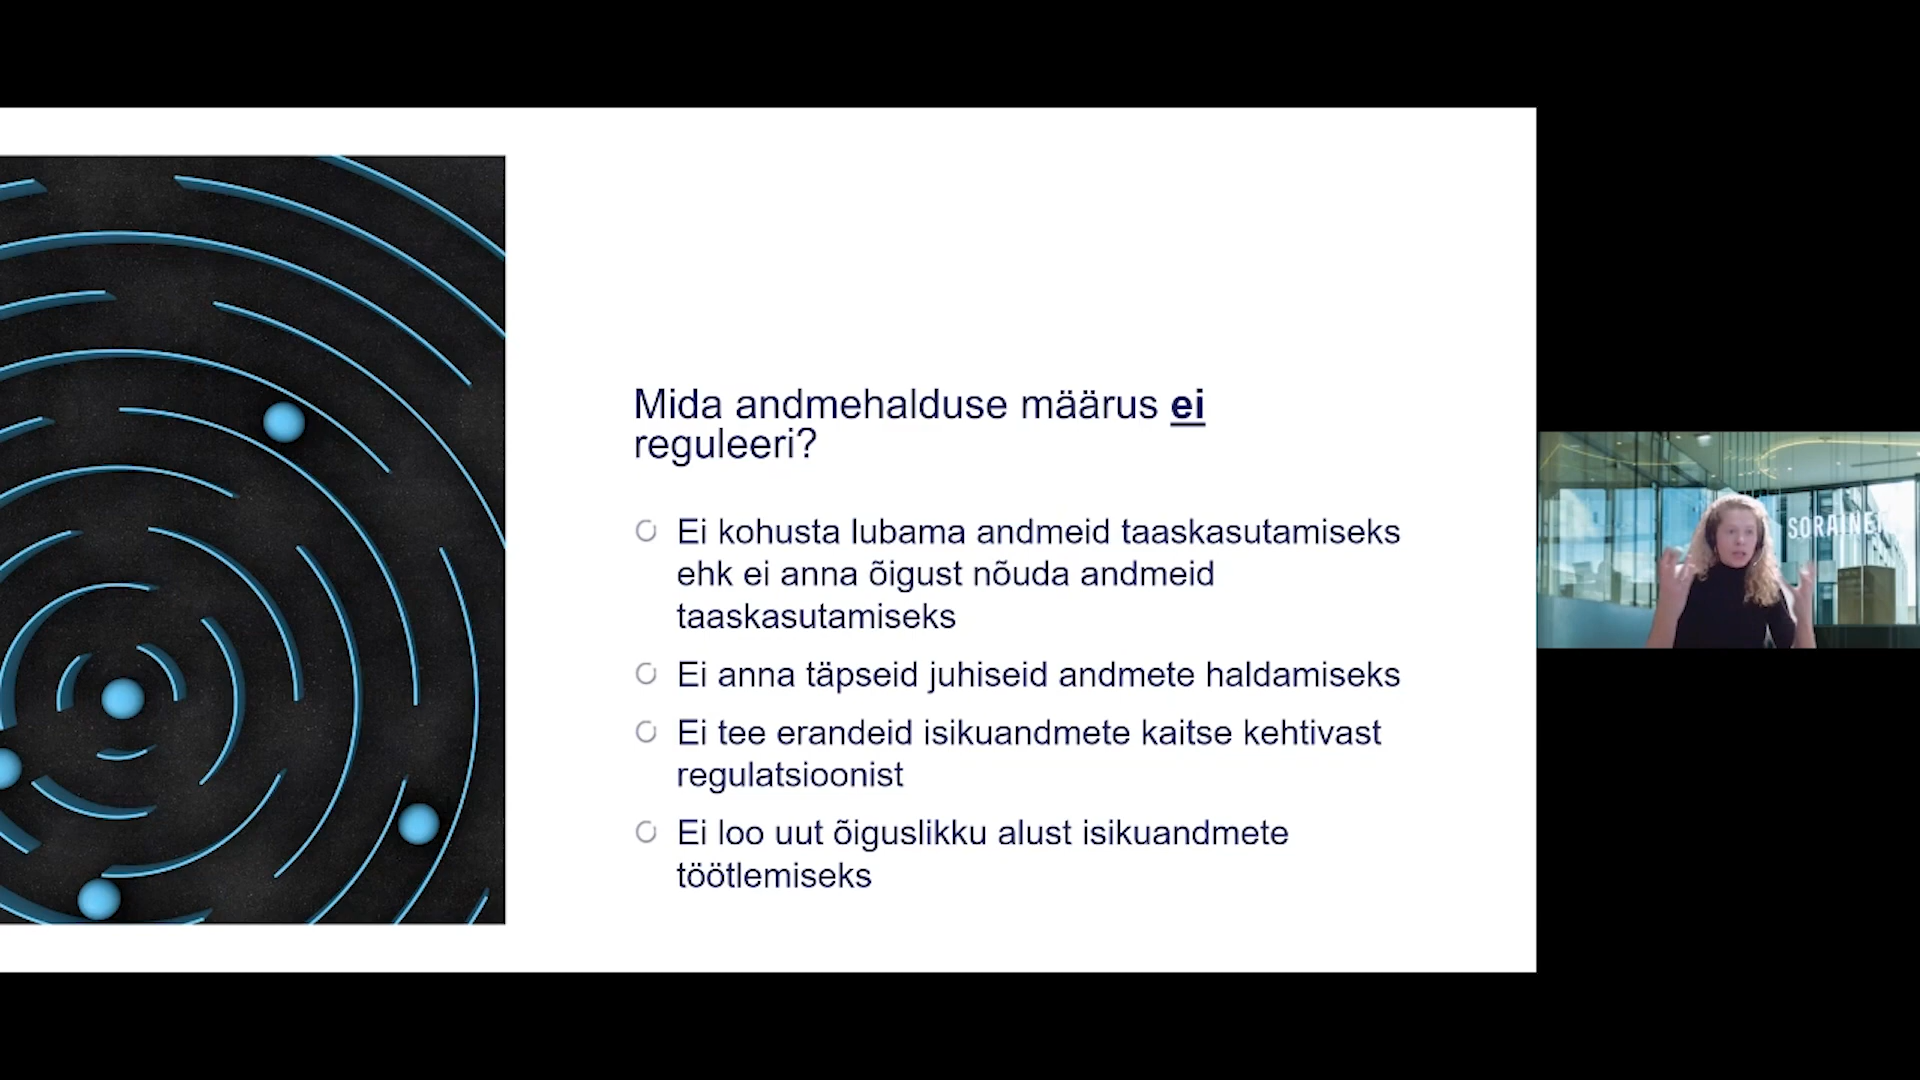 Mida andmehalduse määrus ei
reguleeri?
Ei kohusta lubama andmeid taaskasutamiseks
ehk ei anna õigust nõuda andmeid
taaskasutamiseks
Ei anna täpseid juhiseid andmete haldamiseks
Ei tee erandeid isikuandmete kaitse kehtivast
regulatsioonist
Ei loo uut õiguslikku alust isikuandmete
töötlemiseks
SORAINEN